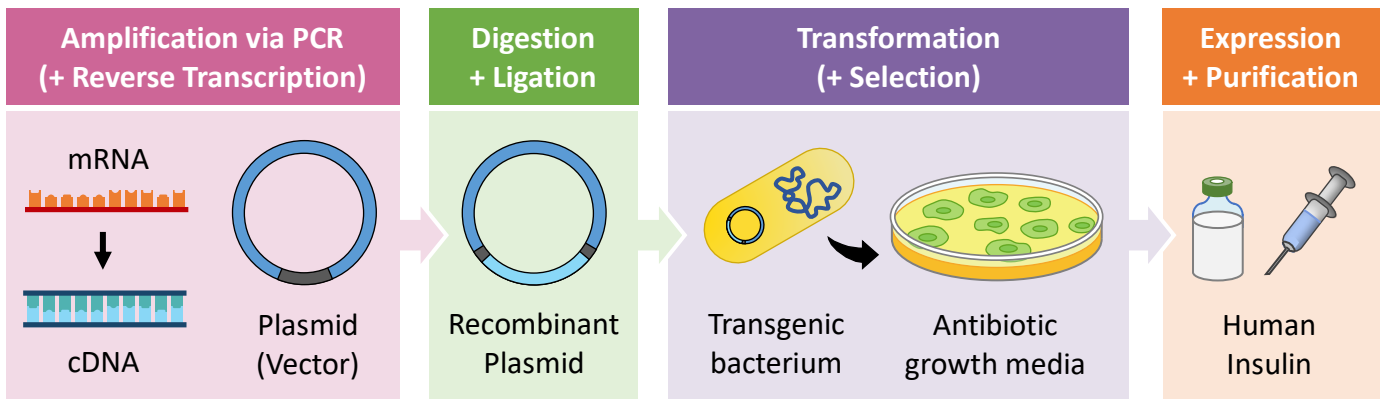 Amplification via PCR
(+ Reverse Transcription)
mRNA
cDNA
Plasmid
(Vector)
Digestion
+ Ligation
Recombinant
Plasmid
Transformation
(+ Selection)
Transgenic
bacterium
Antibiotic
growth media
Expression
+ Purification
Human
Insulin